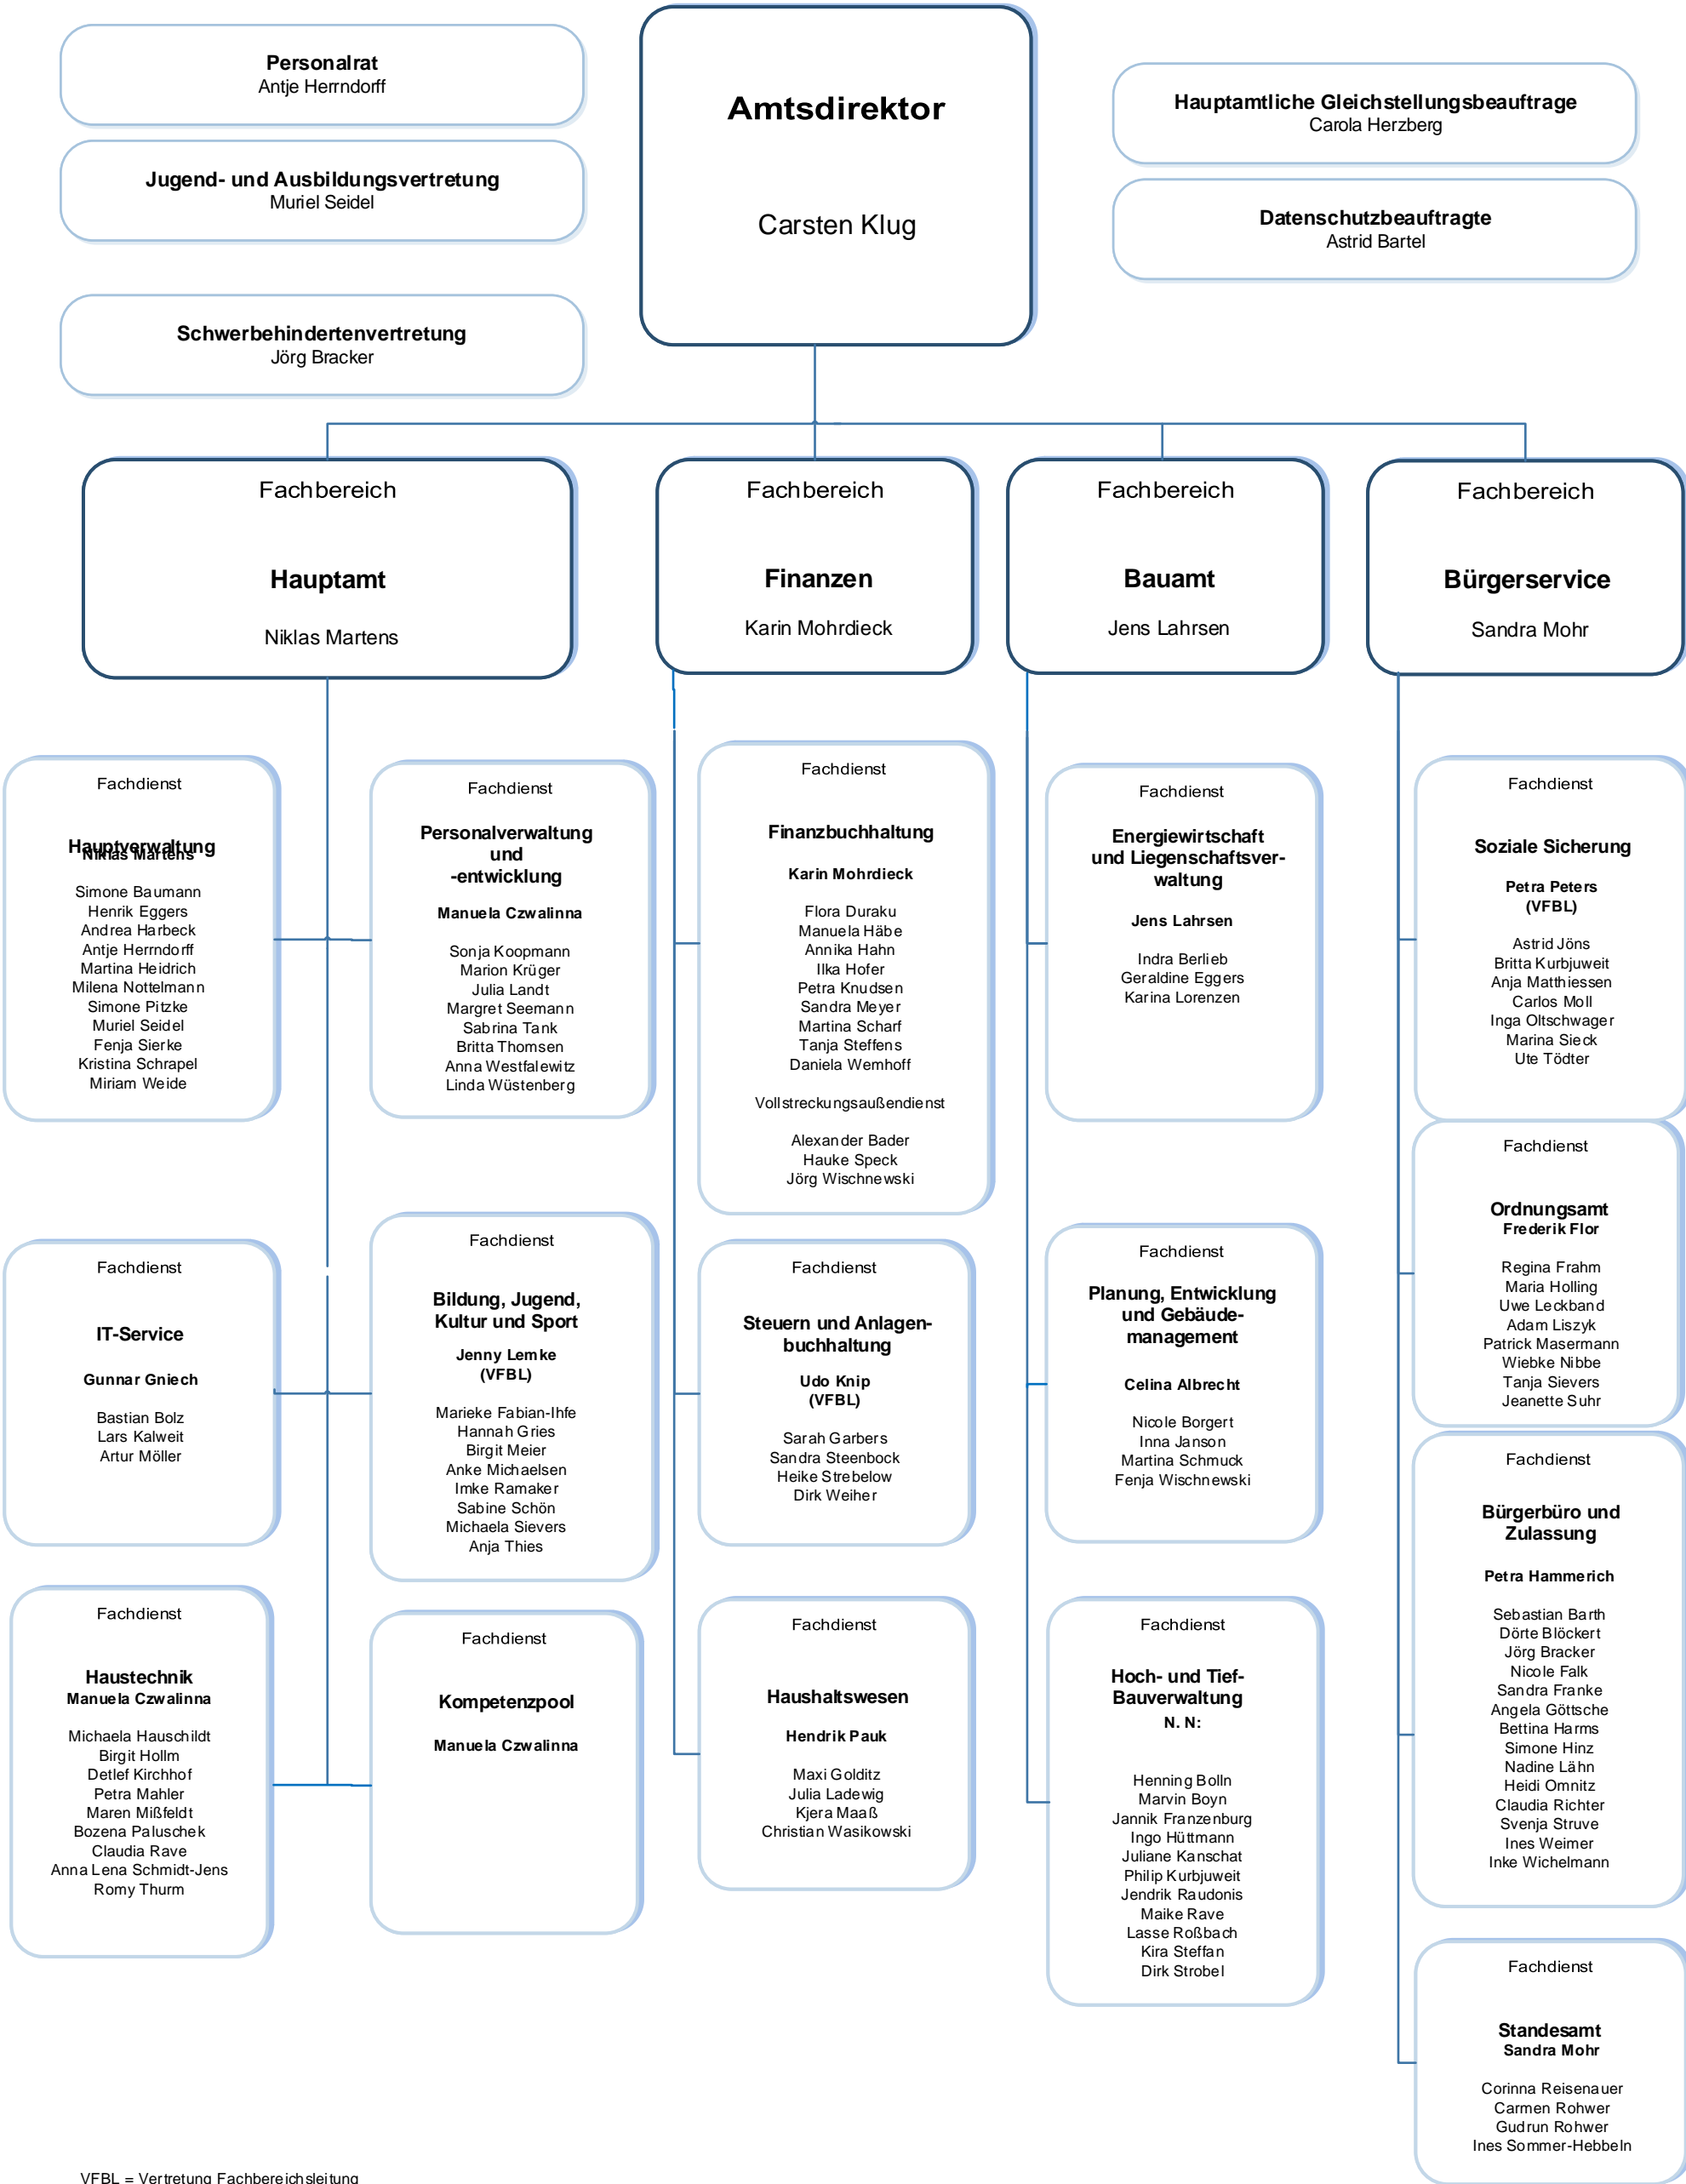 Personalrat
Antje Herrndorff
Jugend- und Ausbildungsvertretung
Muriel Seidel
Schwerbehindertenvertretung
Jörg Bracker
Amtsdirektor
Carsten Klug
Hauptamtliche Gleichstellungsbeauftrage
Carola Herzberg
Datenschutzbeauftragte
Astrid Bartel
Fachbereich
Hauptamt
Niklas Martens
Fachbereich
Finanzen
Karin Mohrdieck
Fachbereich
Bauamt
Jens Lahrsen
Fachbereich
Bürgerservice
Sandra Mohr
Fachdienst
Hauptverwaltung
Niklas Martens
Simone Baumann
Henrik Eggers
Andrea Harbeck
Antje Herrndorff
Martina Heidrich
Milena Nottelmann
Simone Pitzke
Muriel Seidel
Fenja Sierke
Kristina Schrapel
Miriam Weide
Fachdienst
Personalverwaltung
und
-entwicklung
Manuela Czwalinna
Sonja Koopmann
Marion Krüger
Julia Landt
Margret Seemann
Sabrina Tank
Britta Thomsen
Anna Westfalewitz
Linda Wüstenberg
Fachdienst
IT-Service
Gunnar Gniech
Bastian Bolz
Lars Kalweit
Artur Möller
Fachdienst
Bildung, Jugend,
Kultur und Sport
Jenny Lemke
(VFBL)
Marieke Fabian-Ihfe
Hannah Gries
Birgit Meier
Anke Michaelsen
Imke Ramaker
Sabine Schön
Michaela Sievers
Anja Thies
Fachdienst
Haustechnik
Manuela Czwalinna
Michaela Hauschildt
Birgit Hollm
Detlef Kirchhof
Petra Mahler
Maren Mißfeldt
Bozena Paluschek
Claudia Rave
Anna Lena Schmidt-Jens
Romy Thurm
Fachdienst
Kompetenzpool
Manuela Czwalinna
Fachdienst
Finanzbuchhaltung
Karin Mohrdieck
Flora Duraku
Manuela Häbe
Annika Hahn
Ilka Hofer
Petra Knudsen
Sandra Meyer
Martina Scharf
Tanja Steffens
Daniela Wemhoff
Vollstreckungsaußendienst
Alexander Bader
Hauke Speck
Jörg Wischnewski
Fachdienst
Steuern und Anlagen-
buchhaltung
Udo Knip
(VFBL)
Sarah Garbers
Sandra Steenbock
Heike Strebelow
Dirk Weiher
Fachdienst
Haushaltswesen
Hendrik Pauk
Maxi Golditz
Julia Ladewig
Kjera Maaß
Christian Wasikowski
Fachdienst
Energiewirtschaft
und Liegenschaftsver-
waltung
Jens Lahrsen
Indra Berlieb
Geraldine Eggers
Karina Lorenzen
Fachdienst
Planung, Entwicklung
und Gebäude-
management
Celina Albrecht
Nicole Borgert
Inna Janson
Martina Schmuck
Fenja Wischnewski
Fachdienst
Hoch- und Tief-
Bauverwaltung
N. N:
Henning Bolln
Marvin Boyn
Jannik Franzenburg
Ingo Hüttmann
Juliane Kanschat
Philip Kurbjuweit
Jendrik Raudonis
Maike Rave
Lasse Roßbach
Kira Steffan
Dirk Strobel
Fachdienst
Soziale Sicherung
Petra Peters
(VFBL)
Astrid Jöns
Britta Kurbjuweit
Anja Matthiessen
Carlos Moll
Inga Oltschwager
Marina Sieck
Ute Tödter
Fachdienst
Ordnungsamt
Frederik Flor
Regina Frahm
Maria Holling
Uwe Leckband
Adam Liszyk
Patrick Masermann
Wiebke Nibbe
Tanja Sievers
Jeanette Suhr
Fachdienst
Bürgerbüro und
Zulassung
Petra Hammerich
Sebastian Barth
Dörte Blöckert
Jörg Bracker
Nicole Falk
Sandra Franke
Angela Göttsche
Bettina Harms
Simone Hinz
Nadine Lähn
Heidi Omnitz
Claudia Richter
Svenja Struve
Ines Weimer
Inke Wichelmann
Fachdienst
Standesamt
Sandra Mohr
Corinna Reisenauer
Carmen Rohwer
Gudrun Rohwer
Ines Sommer-Hebbeln
VFBL = Vertretung Fachbereichsleitung